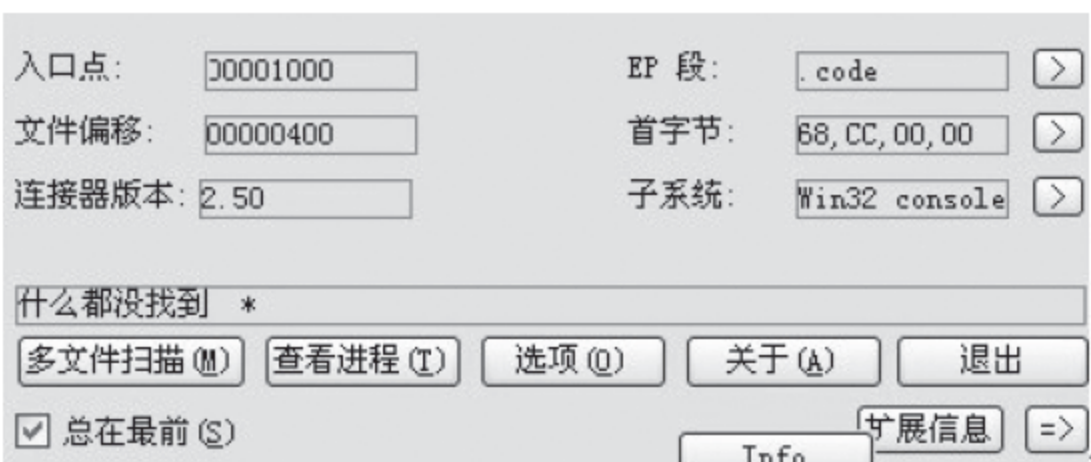 入口点: 00001000 EP 段: .code >
文件偏移: 00000400 首字节: 68,CC,00,00 >
连接器版本: 2.50 子系统: Win32 console >
什么都没找到 *
多文件扫描(M) 查看进程(T) 选项(O) 关于(A) 退出
总在最前(S) 扩展信息 =>
Info